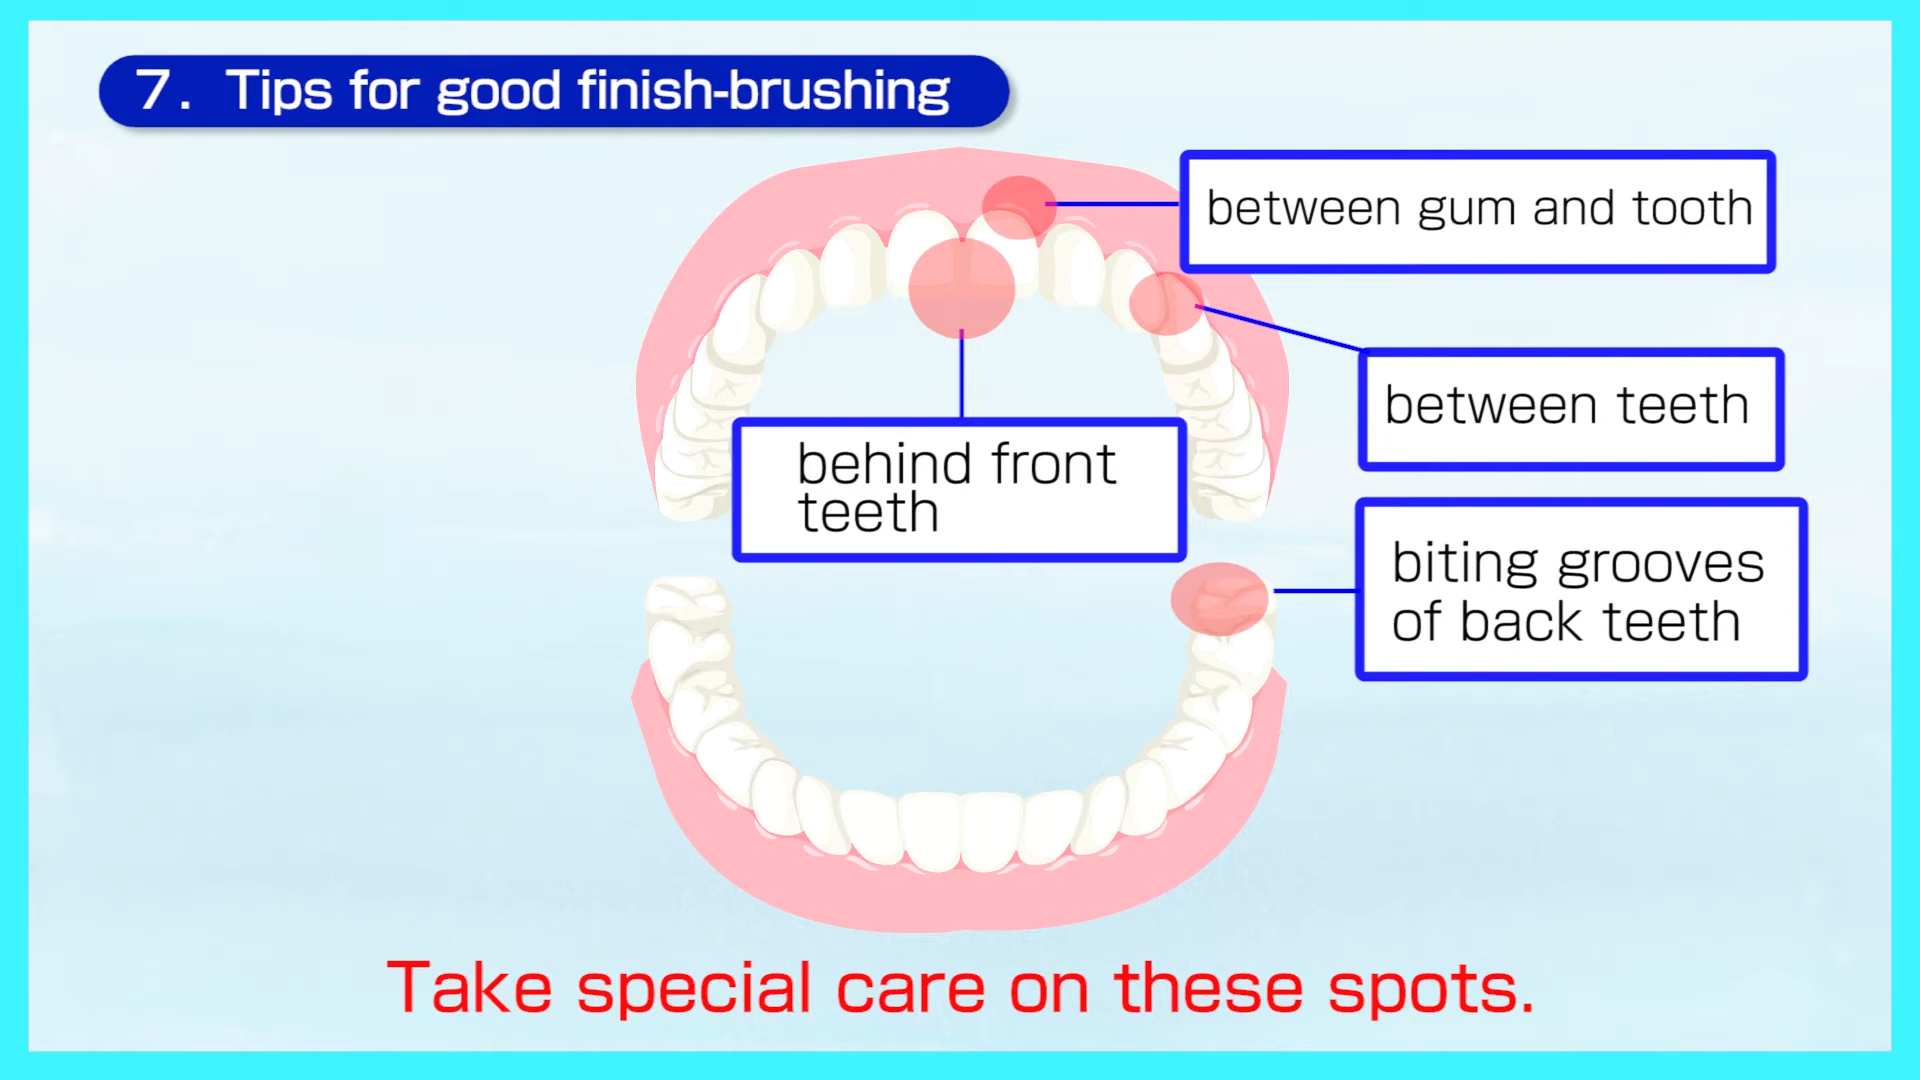 7. Tips for good finish-brushing
between gum and tooth
between teeth
behind front
teeth
biting grooves
of back teeth
Take special care on these spots.